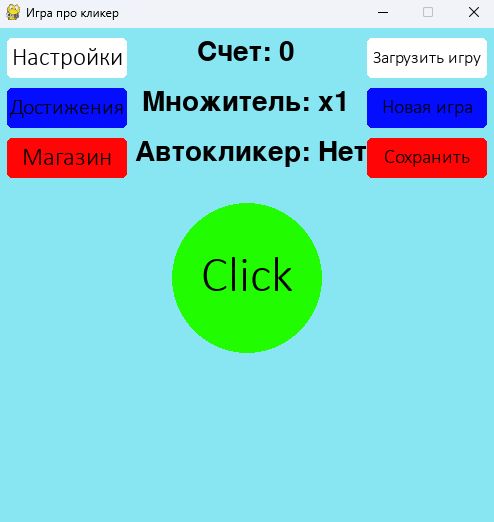 Игра про кликер
Настройки
Счет: 0
Загрузить игру
Достижения
Множитель: x1
Новая игра
Магазин
Автокликер: Нет
Сохранить
Click